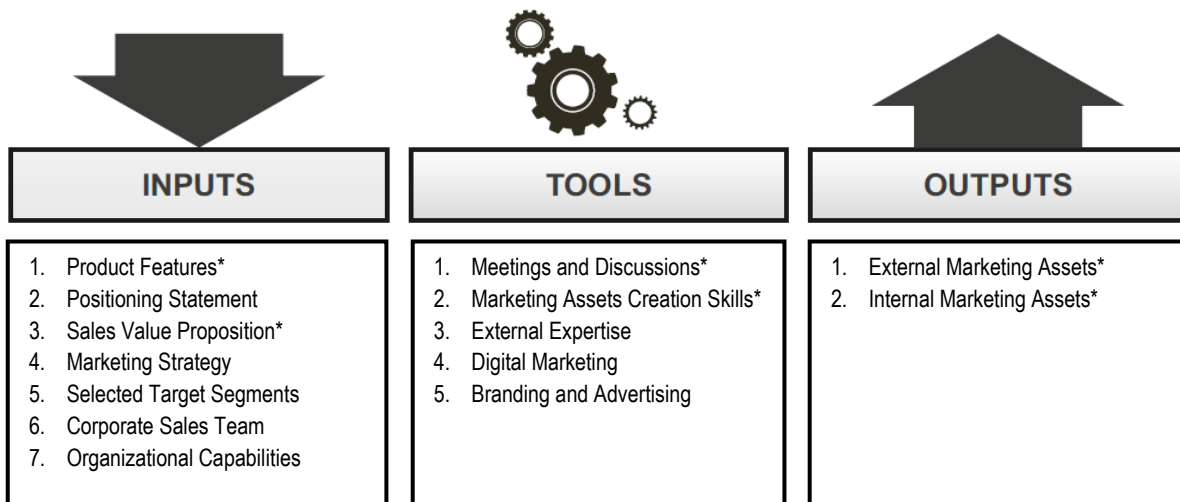 INPUTS
1. Product Features*
2. Positioning Statement
3. Sales Value Proposition*
4. Marketing Strategy
5. Selected Target Segments
6. Corporate Sales Team
7. Organizational Capabilities
TOOLS
1. Meetings and Discussions*
2. Marketing Assets Creation Skills*
3. External Expertise
4. Digital Marketing
5. Branding and Advertising
OUTPUTS
1. External Marketing Assets*
2. Internal Marketing Assets*